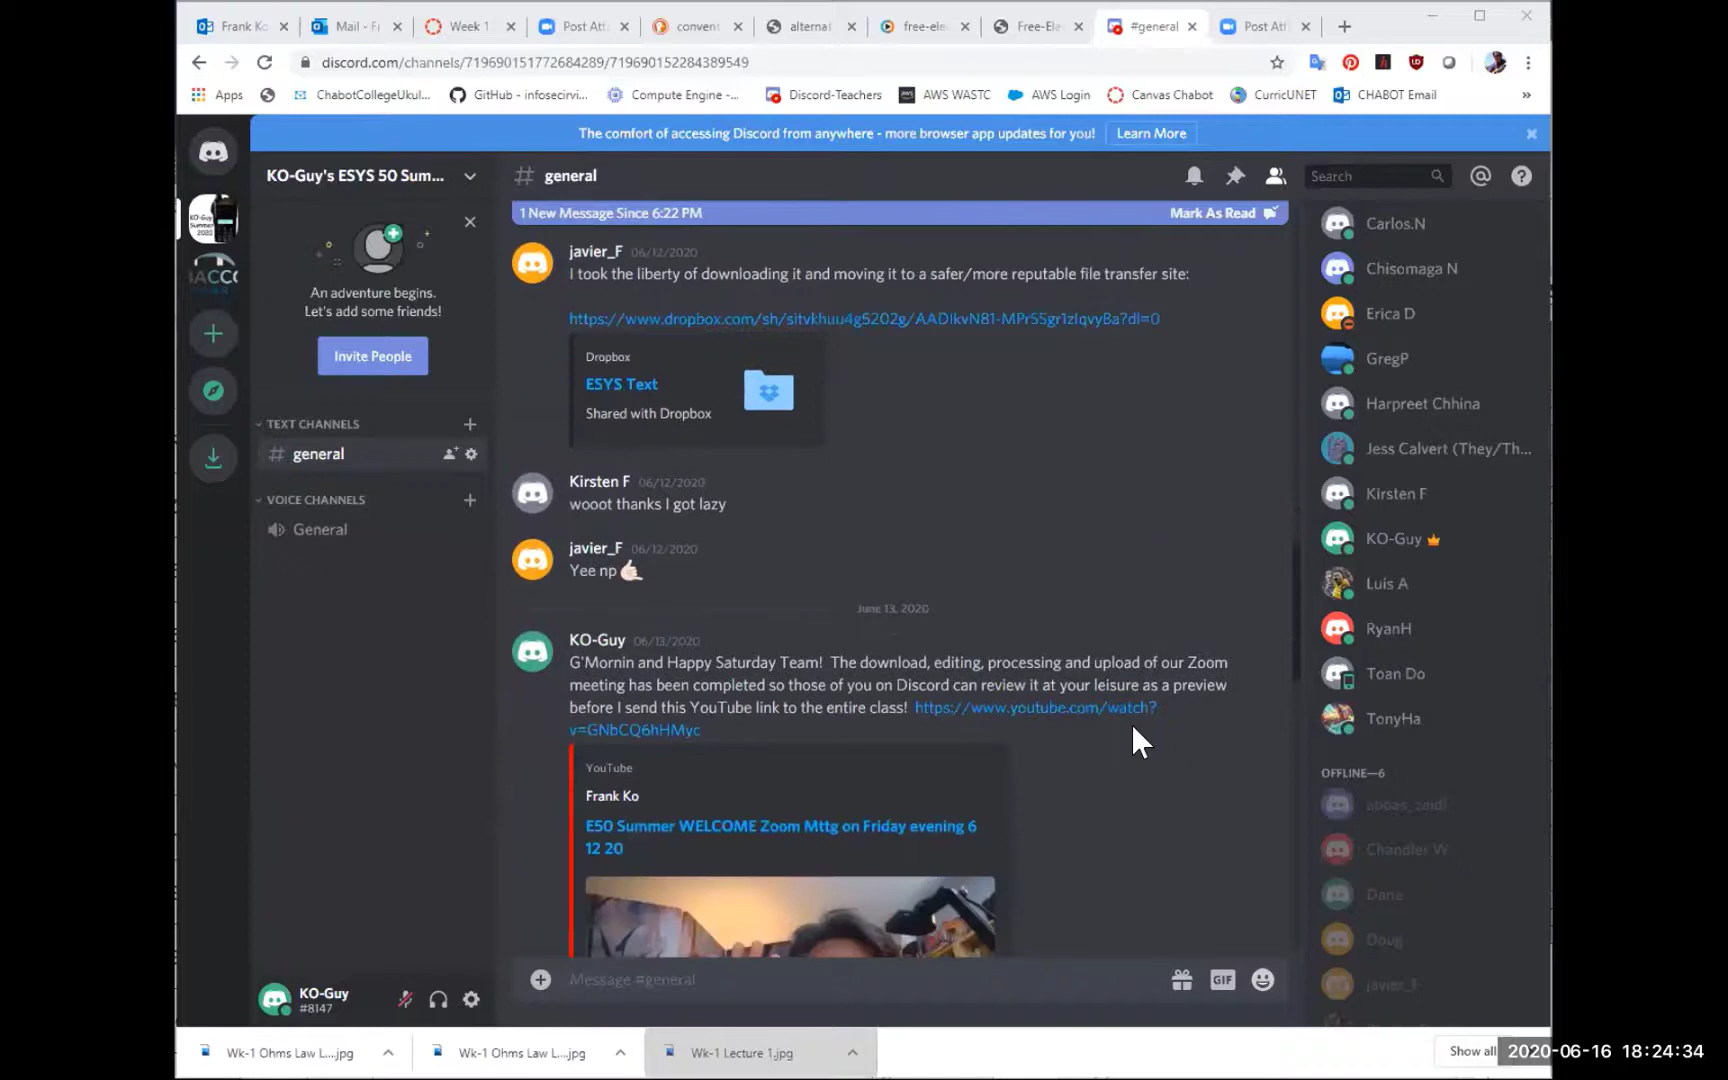 Frank Ko
Mail - F
Week 1
Post Att
convent
alternat
free-ele
Free-Ele
#general
Post Att
discord.com/channels/719690151772684289/719690152284389549
Apps
ChabotCollegeUkul...
GitHub - infosecirvi...
Compute Engine -...
Discord-Teachers
AWS WASTC
AWS Login
Canvas Chabot
CurricUNET
CHABOT Email
»
The comfort of accessing Discord from anywhere - more browser app updates for you!
Learn More
KO-Guy's ESYS 50 Sum...
# general
Search
1 New Message Since 6:22 PM
Mark As Read
KO-Guy
Summer
2020
BACCC
An adventure begins.
Let's add some friends!
Invite People
TEXT CHANNELS
# general
VOICE CHANNELS
General
KO-Guy
#8147
javier_F 06/12/2020
I took the liberty of downloading it and moving it to a safer/more reputable file transfer site:
https://www.dropbox.com/sh/sitvkhuu4g5202g/AADIkvN81-MPr55gr1zIqvyBa?dl=0
Dropbox
ESYS Text
Shared with Dropbox
Kirsten F 06/12/2020
wooot thanks I got lazy
javier_F 06/12/2020
Yee np
June 13, 2020
KO-Guy 06/13/2020
G'Mornin and Happy Saturday Team! The download, editing, processing and upload of our Zoom
meeting has been completed so those of you on Discord can review it at your leisure as a preview
before I send this YouTube link to the entire class! https://www.youtube.com/watch?
v=GNbCQ6hHMyc
YouTube
Frank Ko
E50 Summer WELCOME Zoom Mttg on Friday evening 6
12 20
Message #general
GIF
Carlos.N
Chisomaga N
Erica D
GregP
Harpreet Chhina
Jess Calvert (They/Th...
Kirsten F
KO-Guy
Luis A
RyanH
Toan Do
TonyHa
OFFLINE—6
abbas_zaidi
Chandler W
Dana
Doug
javier_F
Wk-1 Ohms Law L....jpg
Wk-1 Ohms Law L....jpg
Wk-1 Lecture 1.jpg
Show all
2020-06-16 18:24:34